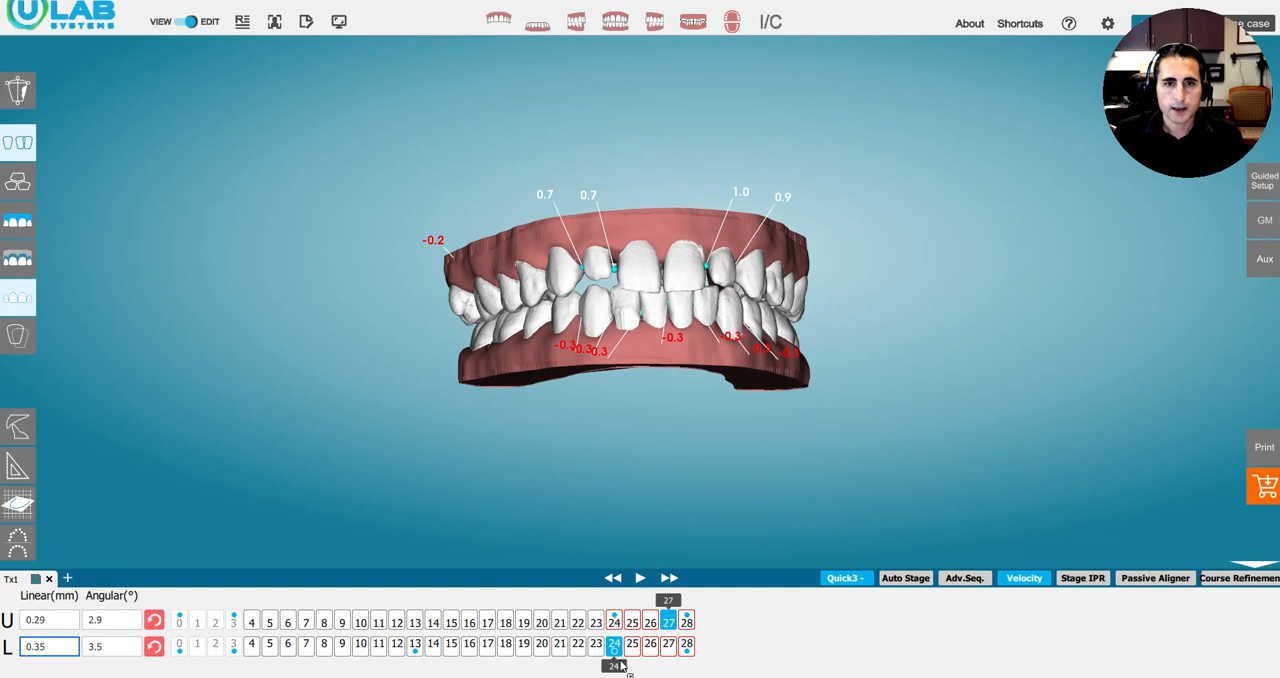 ULAB
SYSTEMS
VIEW EDIT
I/C
About Shortcuts
e case
Guided
Setup
GM
Aux
Print
0.7 0.7 1.0 0.9
-0.2
-0.3 -0.3
-0.3
Tx1
Quick3 - Auto Stage Adv.Seq. Velocity Stage IPR Passive Aligner Course Refinemen
Linear(mm) Angular(°)
27
U 0.29 2.9 0 1 2 3 4 5 6 7 8 9 10 11 12 13 14 15 16 17 18 19 20 21 22 23 24 25 26 27 28
L 0.35 3.5 0 1 2 3 4 5 6 7 8 9 10 11 12 13 14 15 16 17 18 19 20 21 22 23 24 25 26 27 28
24